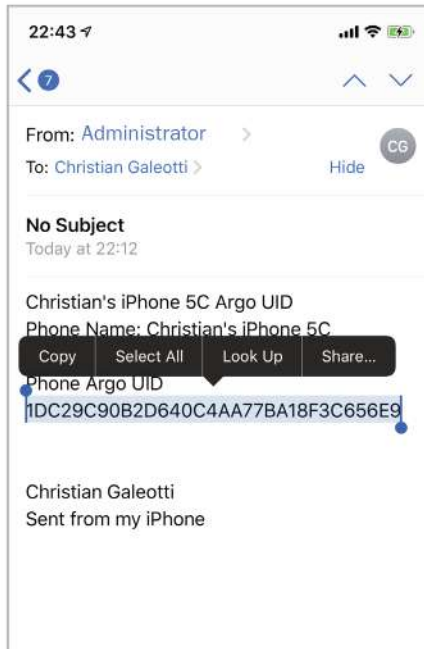 22:43
7
From: Administrator
CG
To: Christian Galeotti
Hide
No Subject
Today at 22:12
Christian's iPhone 5C Argo UID
Phone Name: Christian's iPhone 5C
Copy Select All Look Up Share...
Phone Argo UID
1DC29C90B2D640C4AA77BA18F3C656E9
Christian Galeotti
Sent from my iPhone